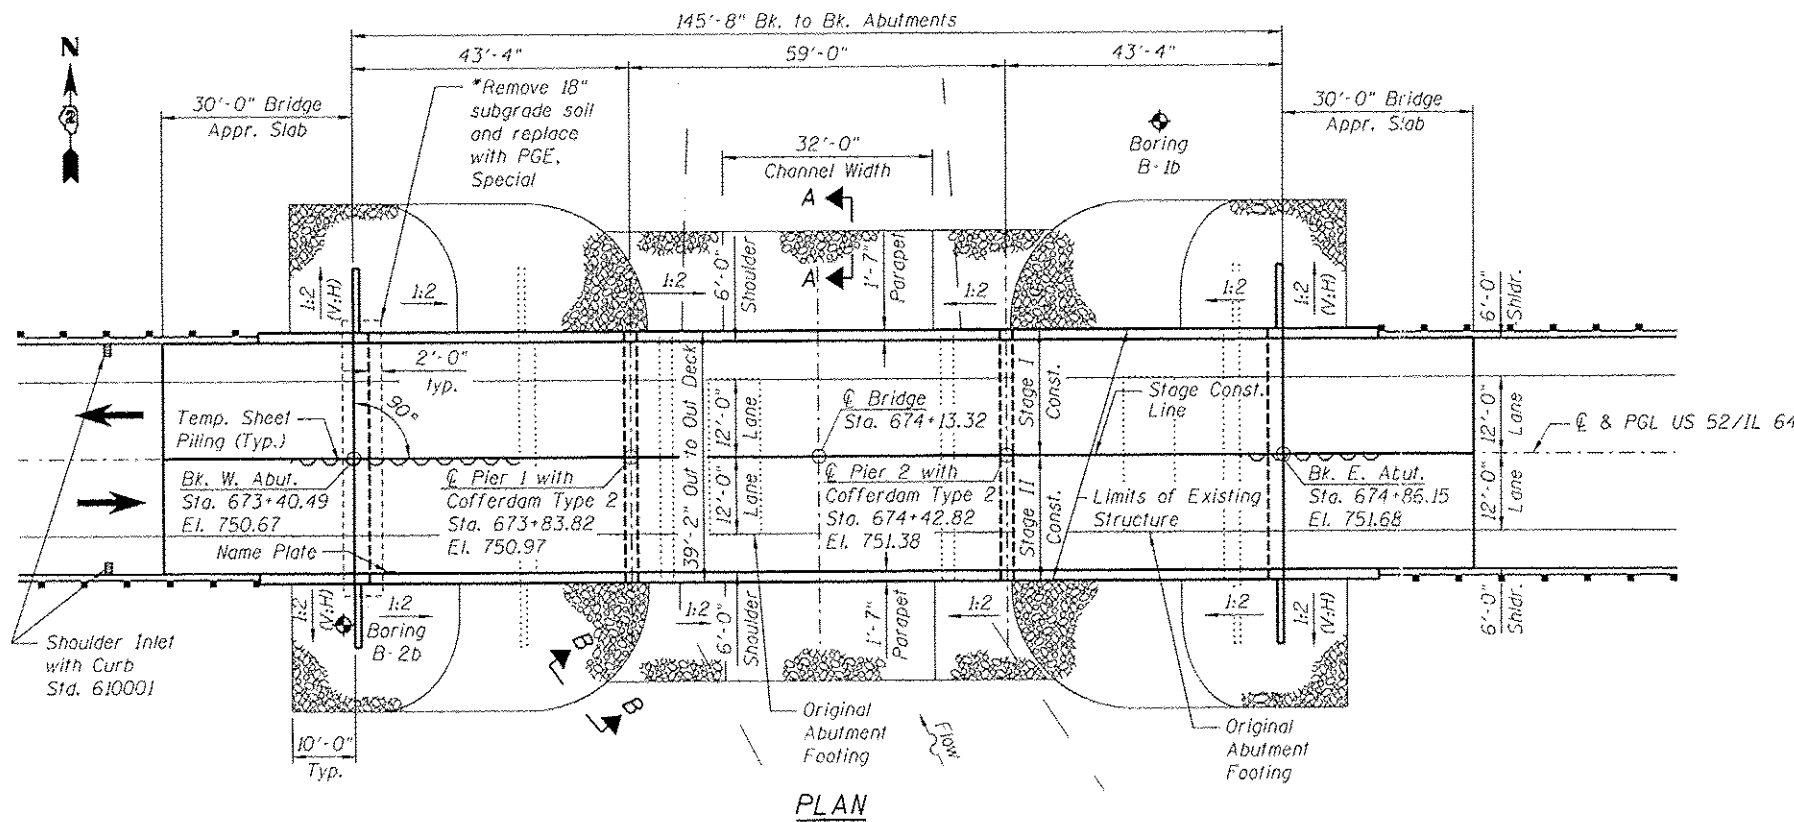 145'-8" Bk. to Bk. Abutments
43'-4"
59'-0"
43'-4"
N
2
30'-0" Bridge
Appr. Slab
*Remove 18"
subgrade soil
and replace
with PGE,
Special
32'-0"
Channel Width
Boring
B-1b
30'-0" Bridge
Appr. Slab
A
A
1:2
(V:H)
1:2
1:2
6'-0"
Shoulder
1'-7"
Parapet
1:2
1:2
1:2
(V:H)
6'-0"
Shldr.
2'-0"
typ.
90°
Temp. Sheet
Piling (Typ.)
39'-2" Out to Out Deck
12'-0"
Lane
12'-0"
Lane
℄ Bridge
Sta. 674+13.32
Stage I
Const.
Stage II
Const.
Stage Const.
Line
12'-0"
Lane
12'-0"
Lane
℄ & PGL US 52/IL 64
Bk. W. Abut.
Sta. 673+40.49
El. 750.67
℄ Pier 1 with
Cofferdam Type 2
Sta. 673+83.82
El. 750.97
℄ Pier 2 with
Cofferdam Type 2
Sta. 674+42.82
El. 751.38
Limits of Existing
Structure
Bk. E. Abut.
Sta. 674+86.15
El. 751.68
Name Plate
1:2
(V:H)
1:2
Boring
B-2b
1:2
6'-0"
Shoulder
1'-7"
Parapet
1:2
1:2
1:2
(V:H)
6'-0"
Shldr.
Shoulder Inlet
with Curb
Std. 610001
B
B
Original
Abutment
Footing
Flow
Original
Abutment
Footing
10'-0"
Typ.
PLAN